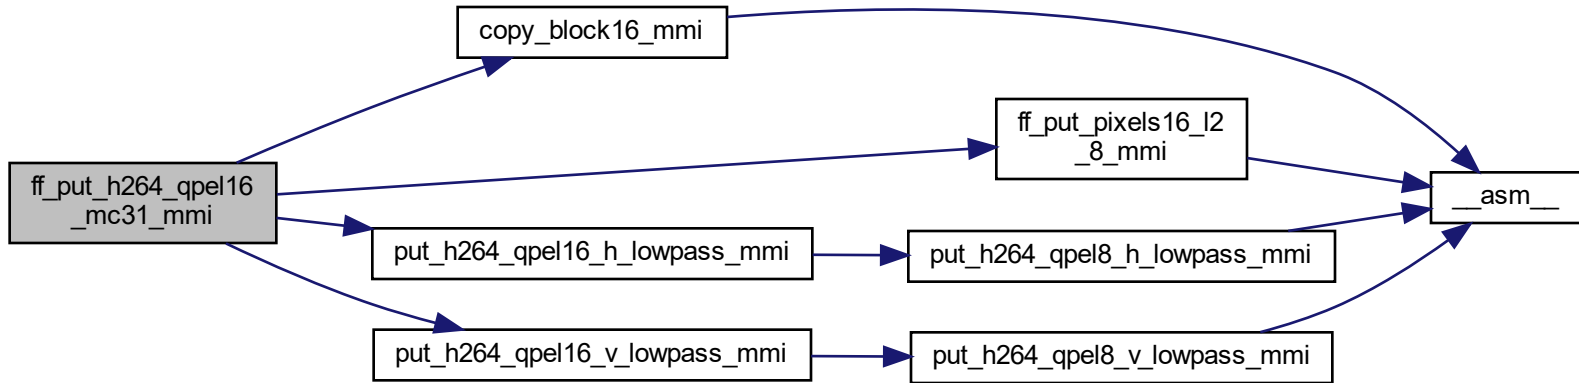 copy_block16_mmi
ff_put_pixels16_l2
_8_mmi
ff_put_h264_qpel16
_mc31_mmi
__asm__
put_h264_qpel16_h_lowpass_mmi
put_h264_qpel8_h_lowpass_mmi
put_h264_qpel16_v_lowpass_mmi
put_h264_qpel8_v_lowpass_mmi